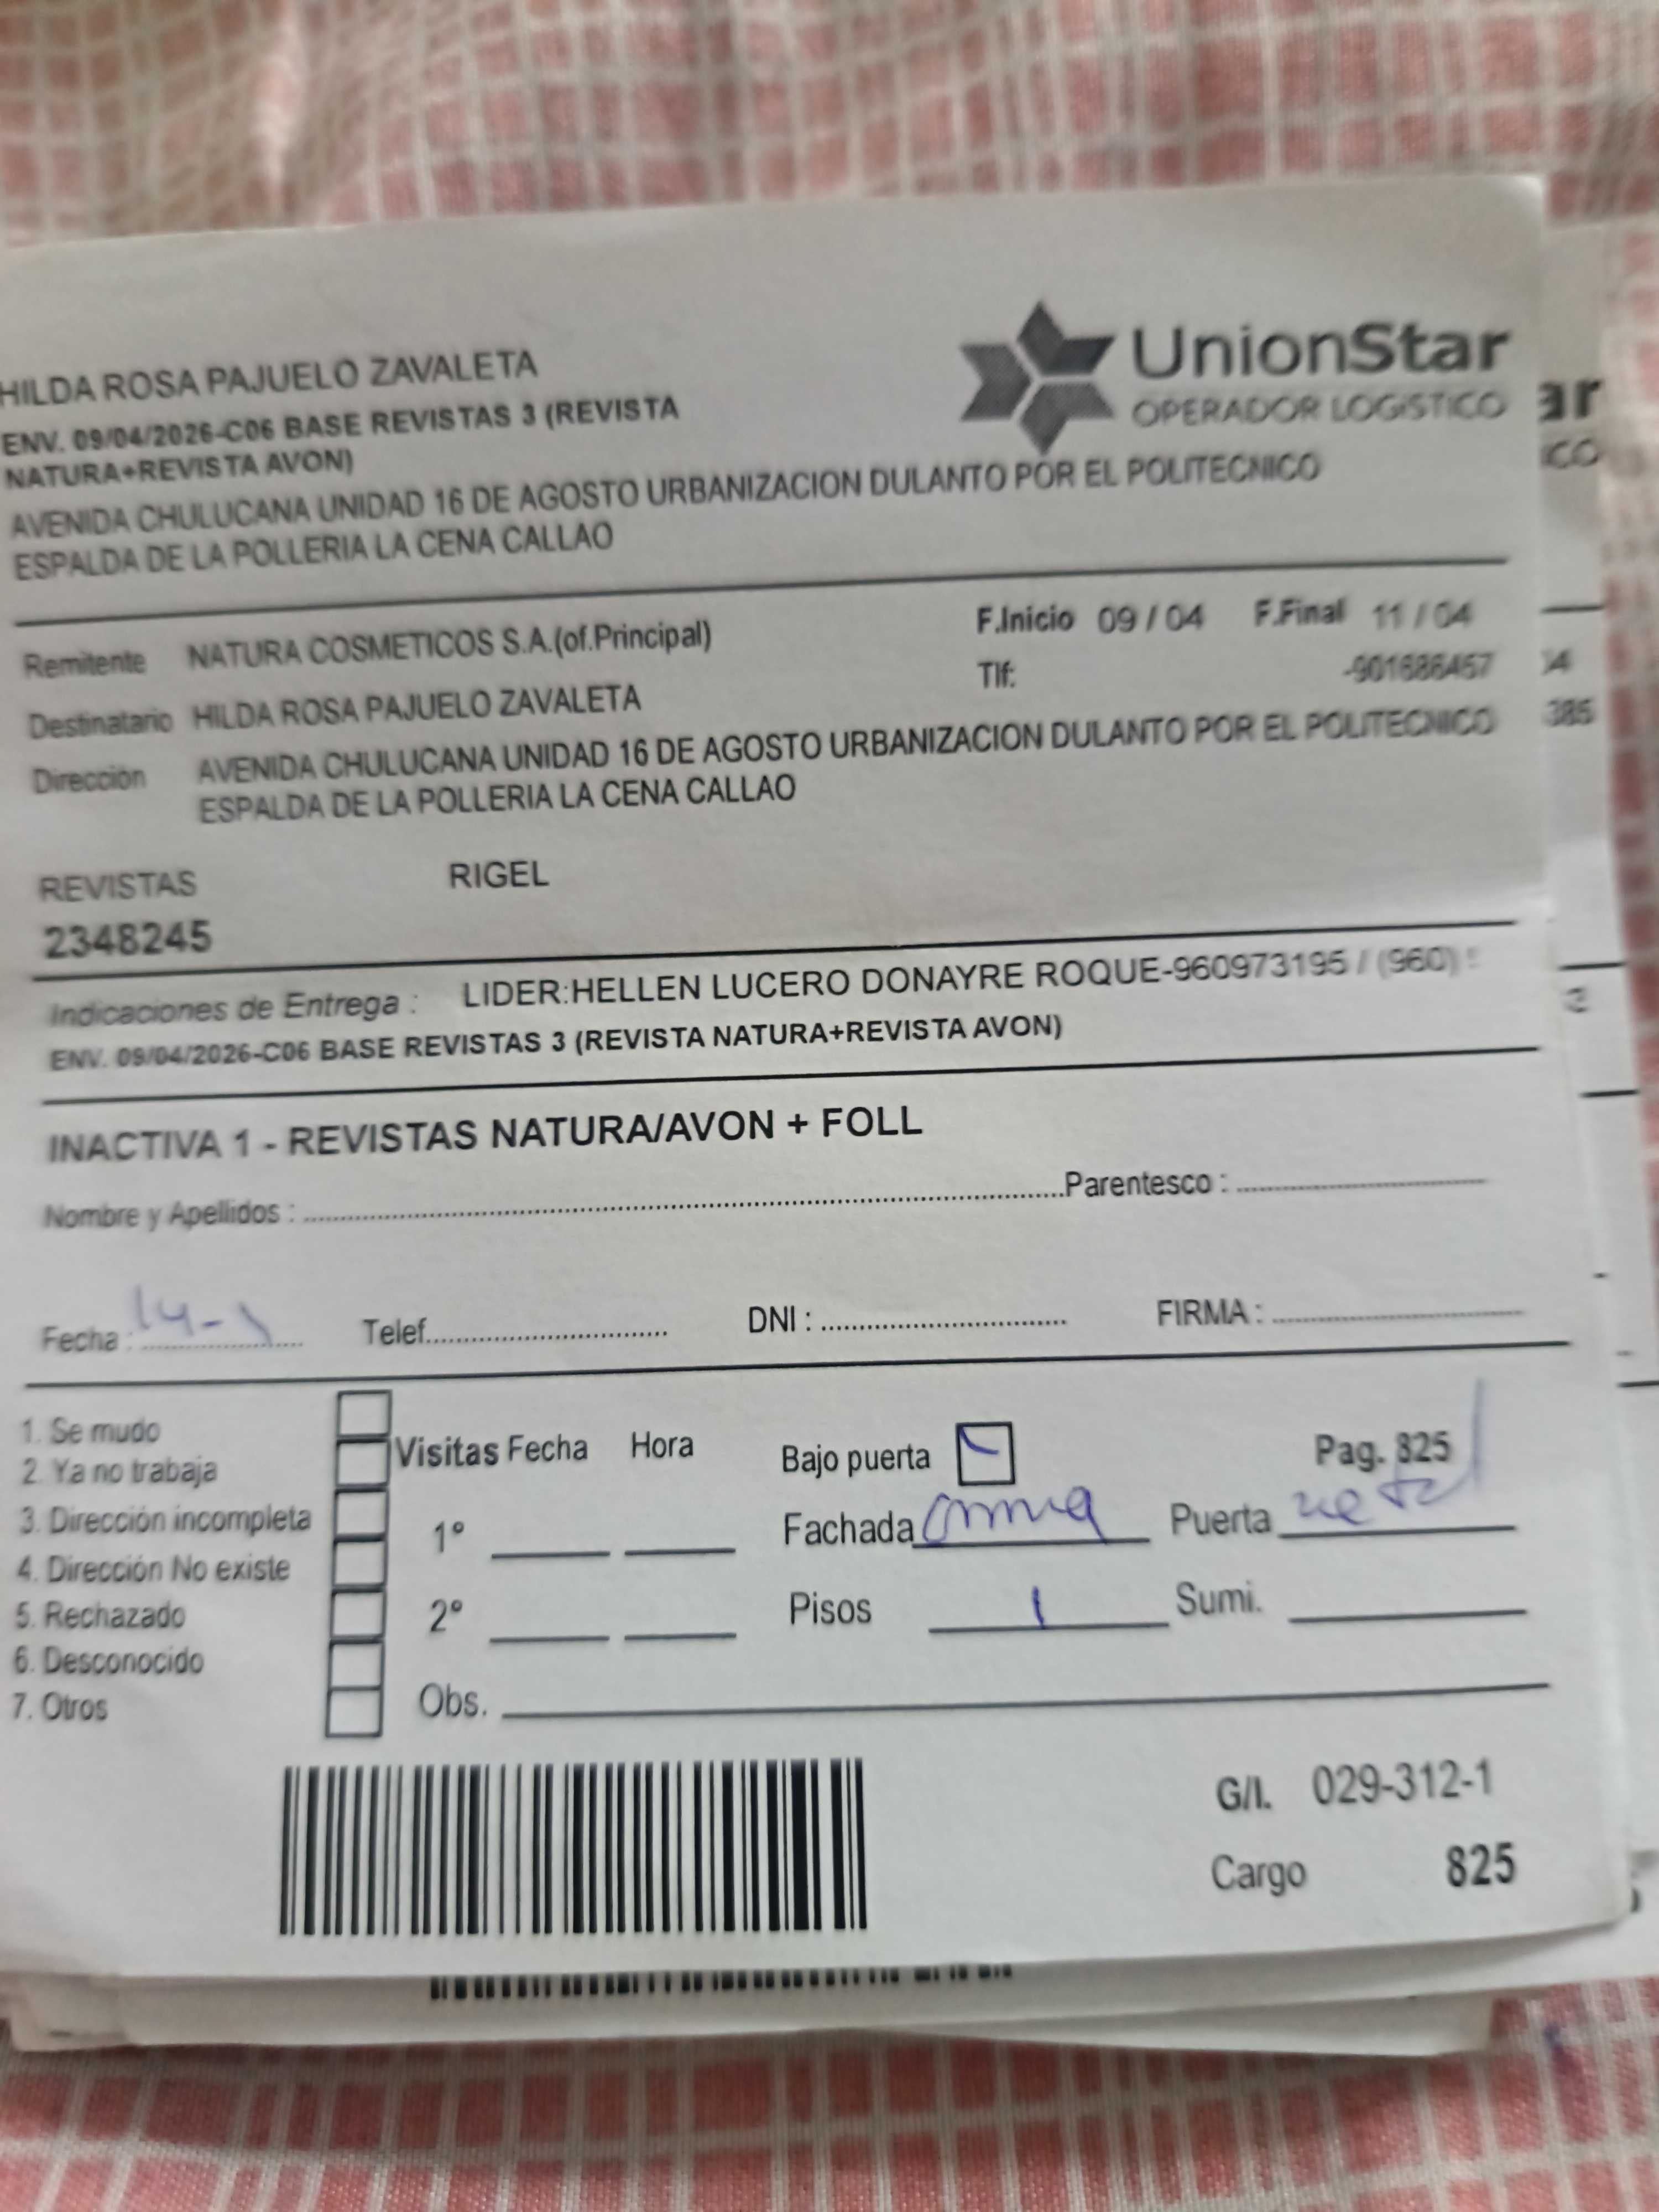 HILDA ROSA PAJUELO ZAVALETA
UnionStar
OPERADOR LOGISTICO
ENV. 09/04/2026-C06 BASE REVISTAS 3 (REVISTA
NATURA+REVISTA AVON)
AVENIDA CHULUCANA UNIDAD 16 DE AGOSTO URBANIZACION DULANTO POR EL POLITECNICO
ESPALDA DE LA POLLERIA LA CENA CALLAO
Remitente NATURA COSMETICOS S.A.(of.Principal) F.Inicio 09 / 04 F.Final 11 / 04
Tlf: -901686457
Destinatario HILDA ROSA PAJUELO ZAVALETA
Dirección AVENIDA CHULUCANA UNIDAD 16 DE AGOSTO URBANIZACION DULANTO POR EL POLITECNICO
ESPALDA DE LA POLLERIA LA CENA CALLAO
REVISTAS RIGEL
2348245
Indicaciones de Entrega : LIDER:HELLEN LUCERO DONAYRE ROQUE-960973195 / (960)
ENV. 09/04/2026-C06 BASE REVISTAS 3 (REVISTA NATURA+REVISTA AVON)
INACTIVA 1 - REVISTAS NATURA/AVON + FOLL
Nombre y Apellidos : Parentesco :
Fecha : 14- Telef. DNI : FIRMA :
1. Se mudo
2. Ya no trabaja
3. Dirección incompleta
4. Dirección No existe
5. Rechazado
6. Desconocido
7. Otros
Visitas Fecha Hora
1º
2º
Obs.
Bajo puerta
Pag. 825
Fachada Puerta
Pisos 1 Sumi.
G/I. 029-312-1
Cargo 825
ar
ICO
385